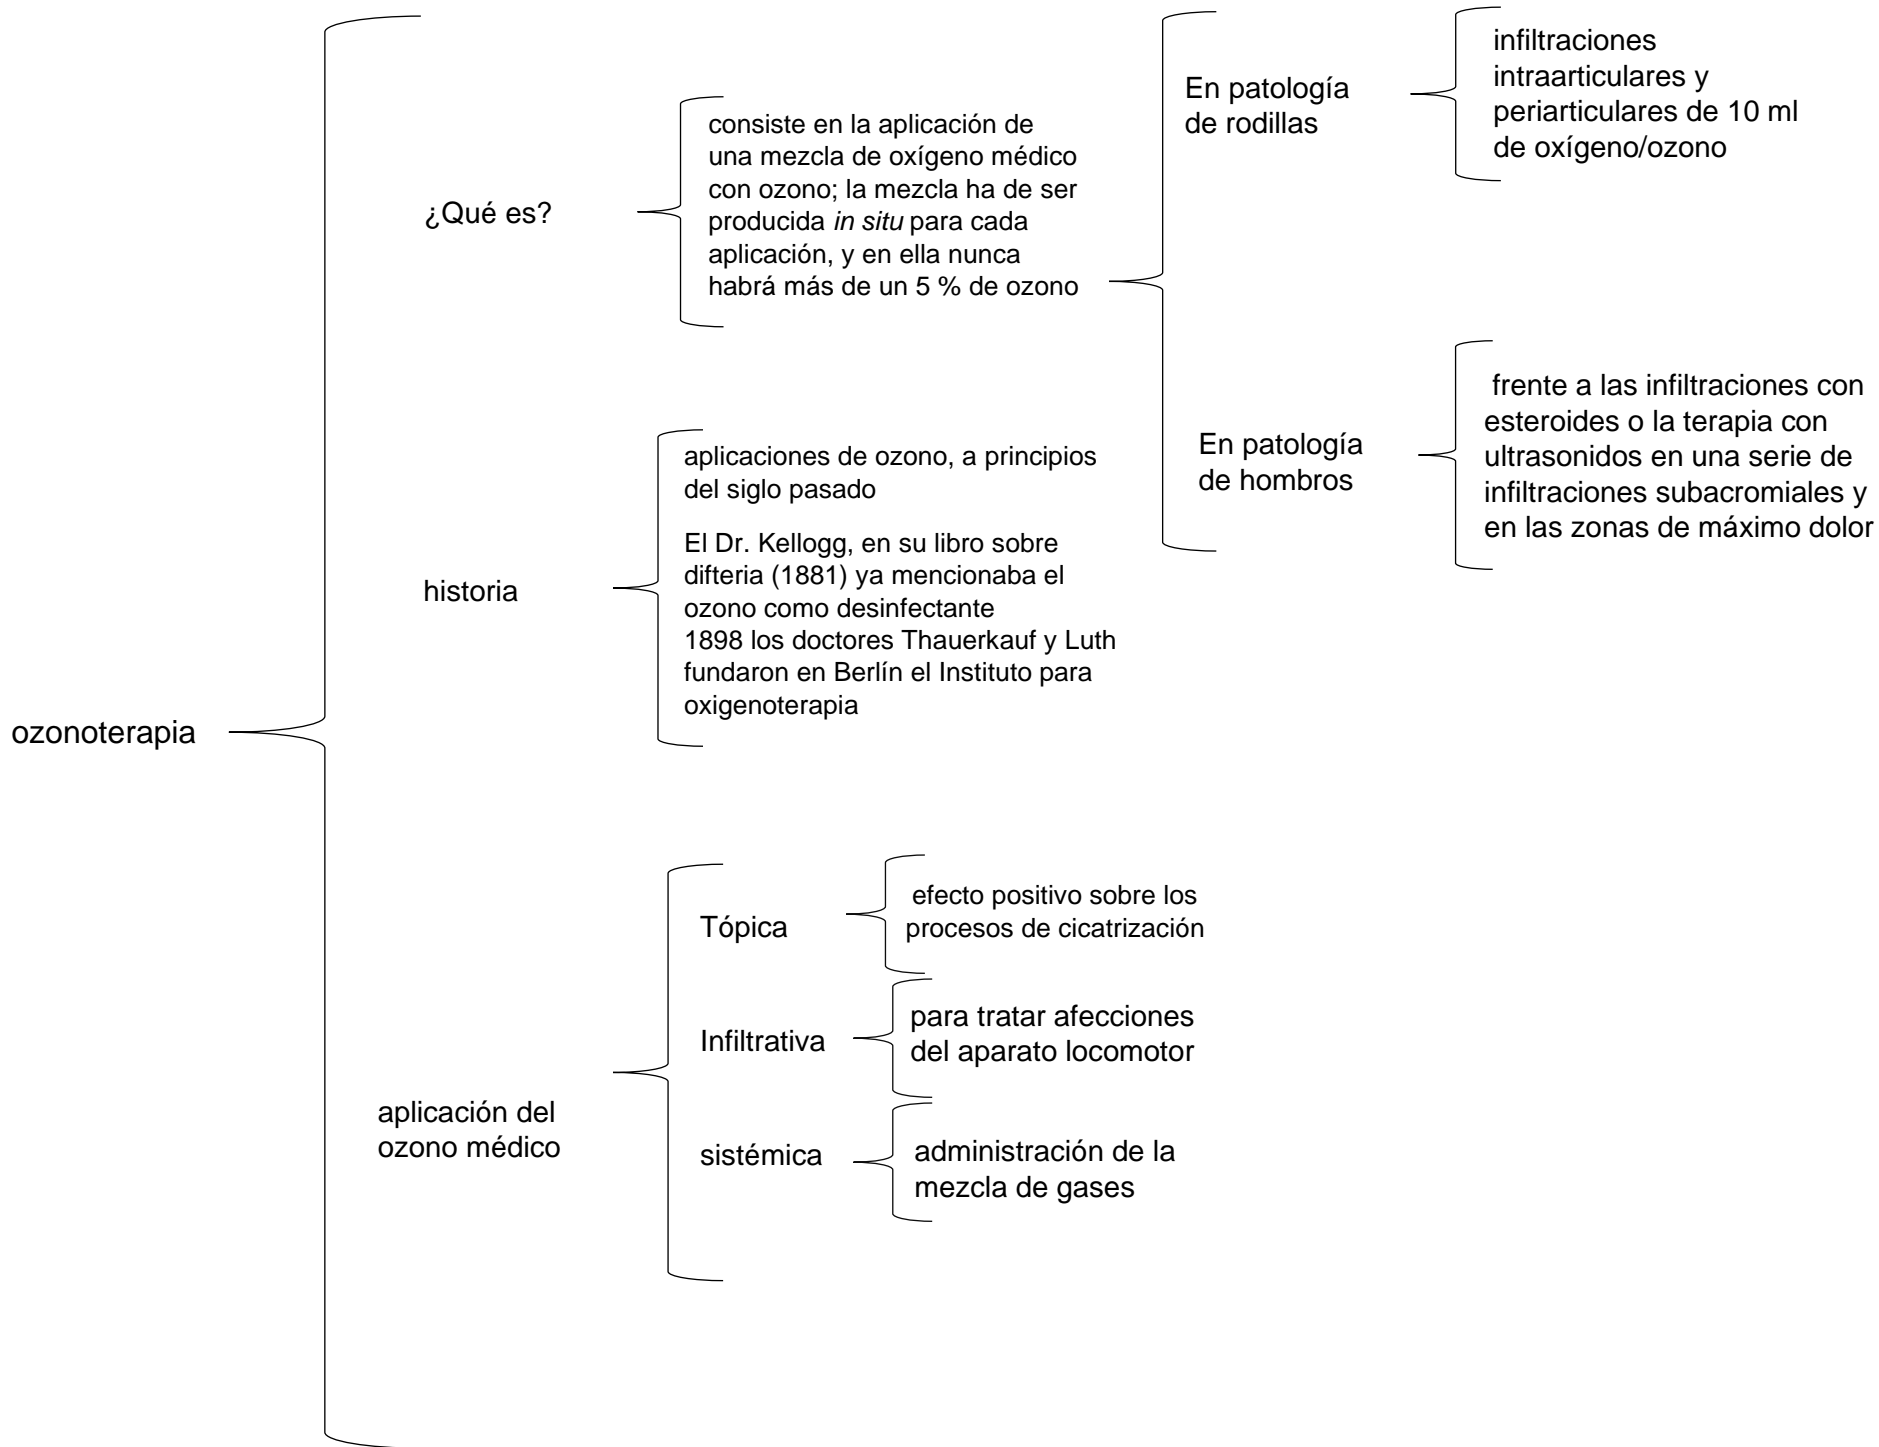 ozonoterapia
¿Qué es?
consiste en la aplicación de
una mezcla de oxígeno médico
con ozono; la mezcla ha de ser
producida in situ para cada
aplicación, y en ella nunca
habrá más de un 5 % de ozono
En patología
de rodillas
infiltraciones
intraarticulares y
periarticulares de 10 ml
de oxígeno/ozono
En patología
de hombros
frente a las infiltraciones con
esteroides o la terapia con
ultrasonidos en una serie de
infiltraciones subacromiales y
en las zonas de máximo dolor
historia
aplicaciones de ozono, a principios
del siglo pasado
El Dr. Kellogg, en su libro sobre
difteria (1881) ya mencionaba el
ozono como desinfectante
1898 los doctores Thauerkauf y Luth
fundaron en Berlín el Instituto para
oxigenoterapia
aplicación del
ozono médico
Tópica
efecto positivo sobre los
procesos de cicatrización
Infiltrativa
para tratar afecciones
del aparato locomotor
sistémica
administración de la
mezcla de gases